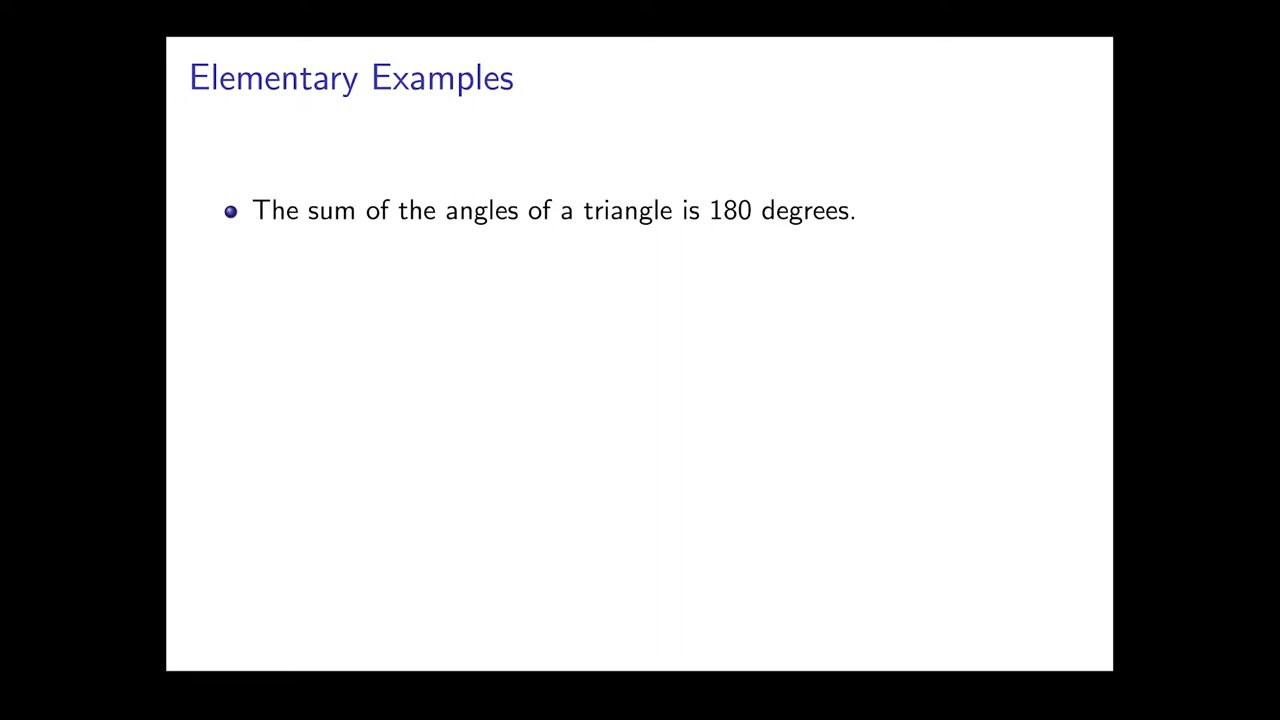 Elementary Examples
The sum of the angles of a triangle is 180 degrees.